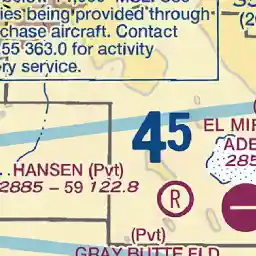 ies being provided through
chase aircraft. Contact
55 363.0 for activity
ry service.
45
EL MIR
ADE
285
HANSEN (Pvt)
2885 – 59 122.8
R
(Pvt)
GRAY BUTTE FLD